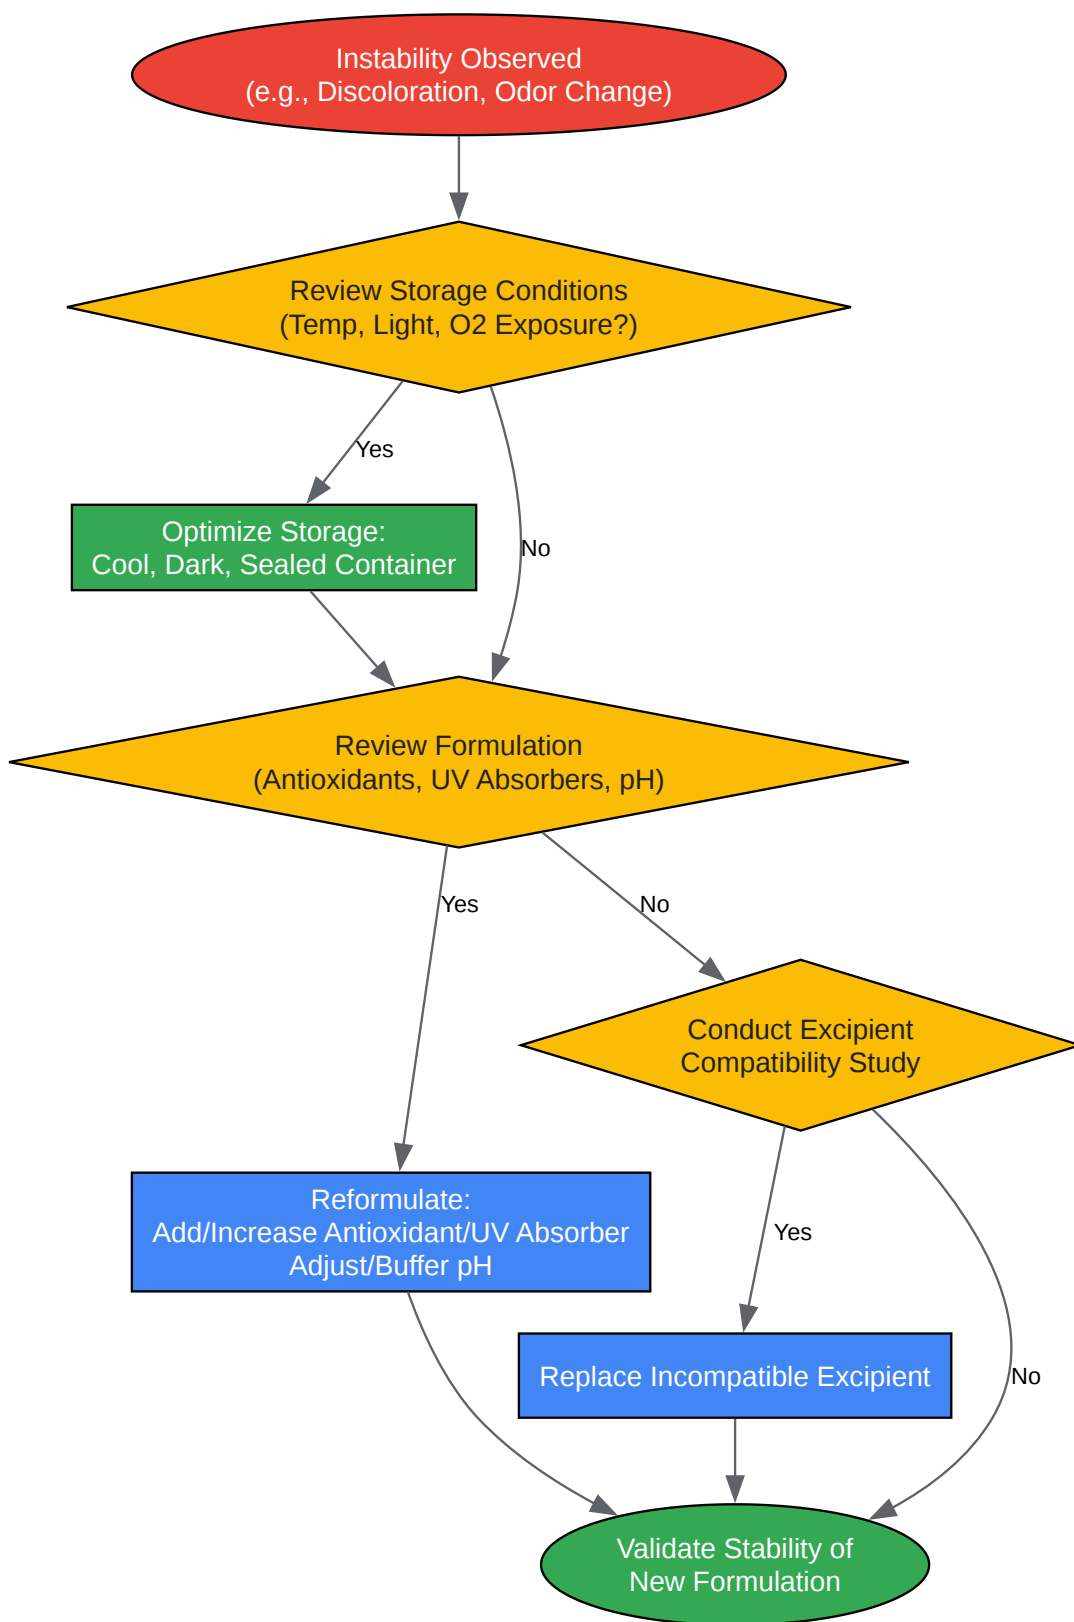 Instability Observed
(e.g., Discoloration, Odor Change)
Review Storage Conditions
(Temp, Light, O2 Exposure?)
Yes
Optimize Storage:
Cool, Dark, Sealed Container
No
Review Formulation
(Antioxidants, UV Absorbers, pH)
Yes
No
Conduct Excipient
Compatibility Study
Reformulate:
Add/Increase Antioxidant/UV Absorber
Adjust/Buffer pH
Yes
Replace Incompatible Excipient
No
Validate Stability of
New Formulation